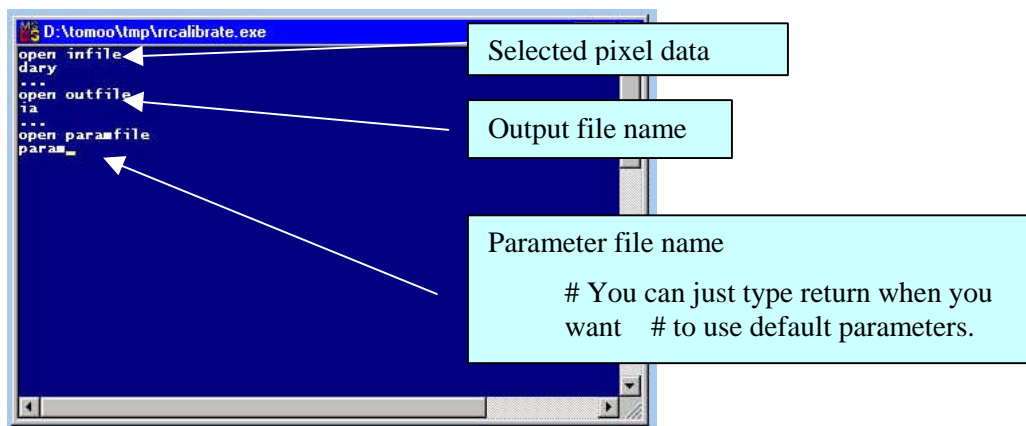 D:\tomoo\tmp\rrcalibrate.exe
open infile
dary
...
open outfile
ia
...
open paramfile
param_
Selected pixel data
Output file name
Parameter file name
# You can just type return when you
want # to use default parameters.